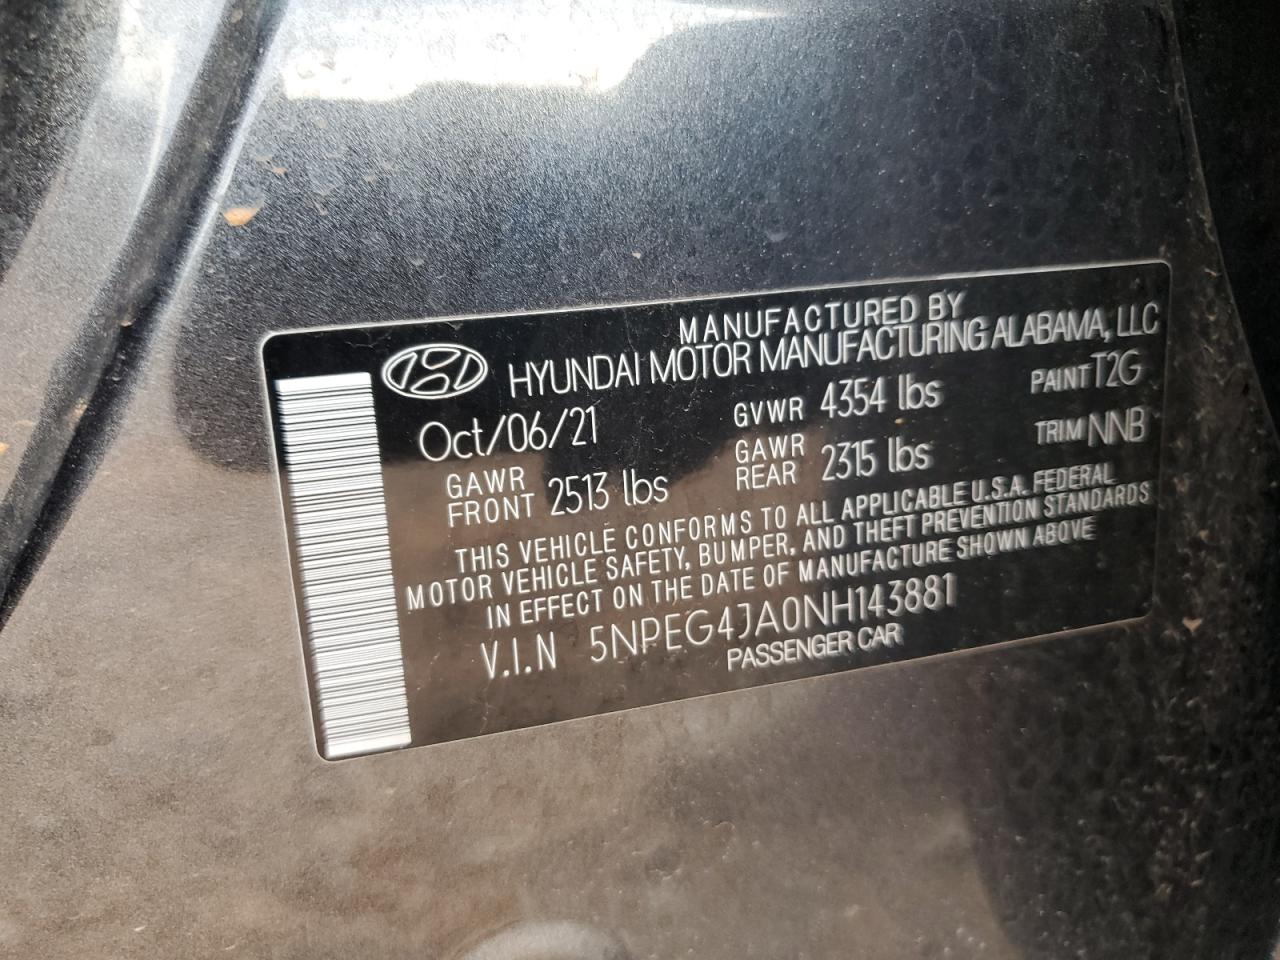 MANUFACTURED BY
HYUNDAI MOTOR MANUFACTURING ALABAMA, LLC
Oct/06/21 GVWR 4354 lbs PAINT T2G
GAWR FRONT 2513 lbs GAWR REAR 2315 lbs TRIM NNB
THIS VEHICLE CONFORMS TO ALL APPLICABLE U.S.A. FEDERAL
MOTOR VEHICLE SAFETY, BUMPER, AND THEFT PREVENTION STANDARDS
IN EFFECT ON THE DATE OF MANUFACTURE SHOWN ABOVE
V.I.N 5NPEG4JA0NH143881
PASSENGER CAR